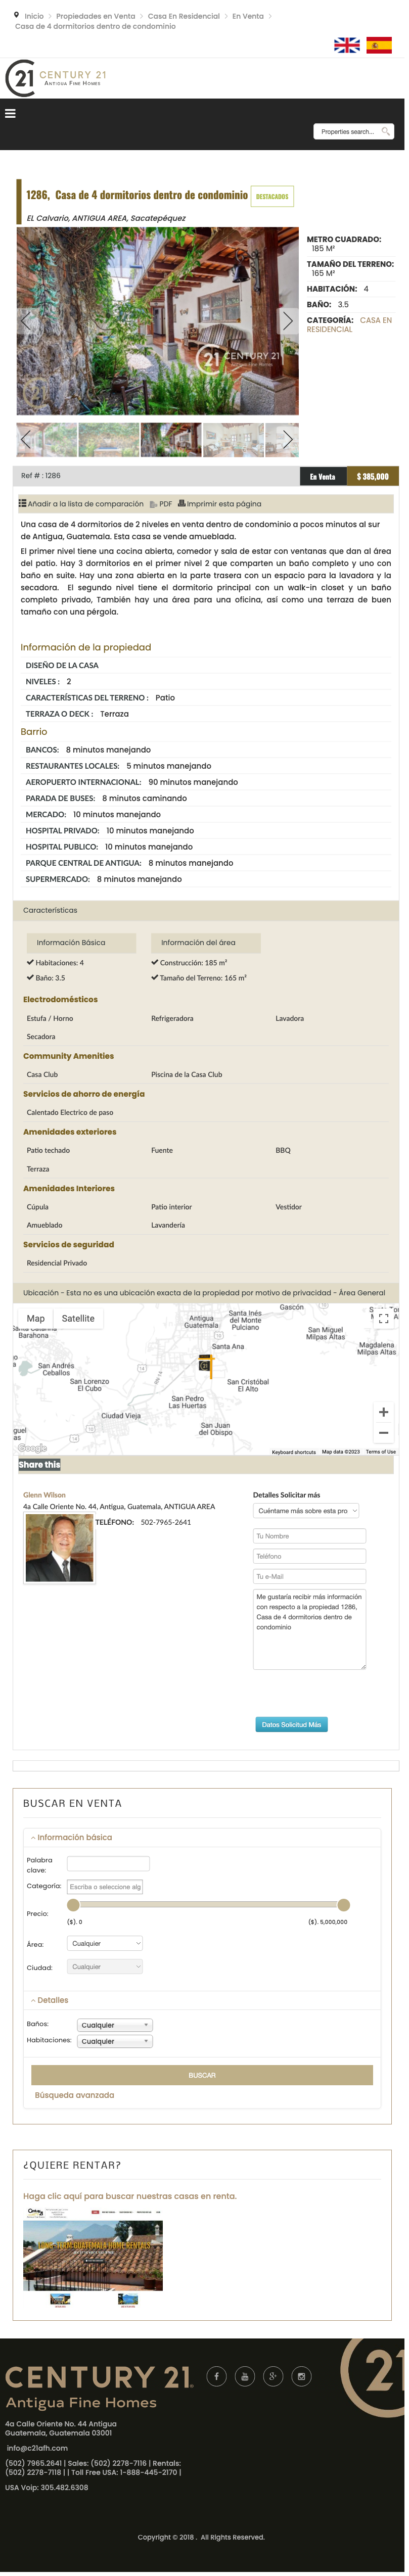 Inicio > Propiedades en Venta > Casa En Residencial > En Venta >
Casa de 4 dormitorios dentro de condominio
21 CENTURY 21
ANTIGUA FINE HOMES
Properties search...
1286, Casa de 4 dormitorios dentro de condominio DESTACADOS
EL Calvario, ANTIGUA AREA, Sacatepéquez
METRO CUADRADO:
185 M²
TAMAÑO DEL TERRENO:
165 M²
HABITACIÓN: 4
BAÑO: 3.5
CATEGORÍA: CASA EN
RESIDENCIAL
21 CENTURY 21
Ref # : 1286
En Venta
$ 385,000
Añadir a la lista de comparación PDF Imprimir esta página
Una casa de 4 dormitorios de 2 niveles en venta dentro de condominio a pocos minutos al sur
de Antigua, Guatemala. Esta casa se vende amueblada.
El primer nivel tiene una cocina abierta, comedor y sala de estar con ventanas que dan al área
del patio. Hay 3 dormitorios en el primer nivel 2 que comparten un baño completo y uno con
baño en suite. Hay una zona abierta en la parte trasera con un espacio para la lavadora y la
secadora. El segundo nivel tiene el dormitorio principal con un walk-in closet y un baño
completo privado, También hay una área para una oficina, así como una terraza de buen
tamaño con una pérgola.
Información de la propiedad
DISEÑO DE LA CASA
NIVELES : 2
CARACTERÍSTICAS DEL TERRENO : Patio
TERRAZA O DECK : Terraza
Barrio
BANCOS: 8 minutos manejando
RESTAURANTES LOCALES: 5 minutos manejando
AEROPUERTO INTERNACIONAL: 90 minutos manejando
PARADA DE BUSES: 8 minutos caminando
MERCADO: 10 minutos manejando
HOSPITAL PRIVADO: 10 minutos manejando
HOSPITAL PUBLICO: 10 minutos manejando
PARQUE CENTRAL DE ANTIGUA: 8 minutos manejando
SUPERMERCADO: 8 minutos manejando
Características
Información Básica
Información del área
Habitaciones: 4
Construcción: 185 m²
Baño: 3.5
Tamaño del Terreno: 165 m²
Electrodomésticos
Estufa / Horno
Refrigeradora
Lavadora
Secadora
Community Amenities
Casa Club
Piscina de la Casa Club
Servicios de ahorro de energía
Calentado Electrico de paso
Amenidades exteriores
Patio techado
Fuente
BBQ
Terraza
Amenidades Interiores
Cúpula
Patio interior
Vestidor
Amueblado
Lavandería
Servicios de seguridad
Residencial Privado
Ubicación - Esta no es una ubicación exacta de la propiedad por motivo de privacidad - Área General
Map Satellite
Gascón
Santa Inés
del Monte
Pulciano
Antigua
Guatemala
Barahona
San Miguel
Milpas Altas
Magdalena
Milpas Altas
Santa Ana
San Andrés
Ceballos
San Lorenzo
El Cubo
San Cristóbal
El Alto
San Pedro
Las Huertas
Ciudad Vieja
San Juan
del Obispo
14
Google
Keyboard shortcuts Map data ©2023 Terms of Use
Share this
Glenn Wilson
4a Calle Oriente No. 44, Antigua, Guatemala, ANTIGUA AREA
TELÉFONO: 502-7965-2641
Detalles Solicitar más
Cuéntame más sobre esta pro
Tu Nombre
Teléfono
Tu e-Mail
Me gustaría recibir más información
con respecto a la propiedad 1286,
Casa de 4 dormitorios dentro de
condominio
Datos Solicitud Más
BUSCAR EN VENTA
Información básica
Palabra
clave:
Categoría: Escriba o seleccione alg
Precio:
($). 0
($). 5,000,000
Área: Cualquier
Ciudad: Cualquier
Detalles
Baños: Cualquier
Habitaciones: Cualquier
BUSCAR
Búsqueda avanzada
¿QUIERE RENTAR?
Haga clic aquí para buscar nuestras casas en renta.
LONG-TERM GUATEMALA HOME RENTALS
CENTURY 21
Antigua Fine Homes
21
4a Calle Oriente No. 44 Antigua
Guatemala, Guatemala 03001
info@c21afh.com
(502) 7965.2641 | Sales: (502) 2278-7116 | Rentals:
(502) 2278-7118 | | Toll Free USA: 1-888-445-2170 |
USA Voip: 305.482.6308
Copyright © 2018 . All Rights Reserved.